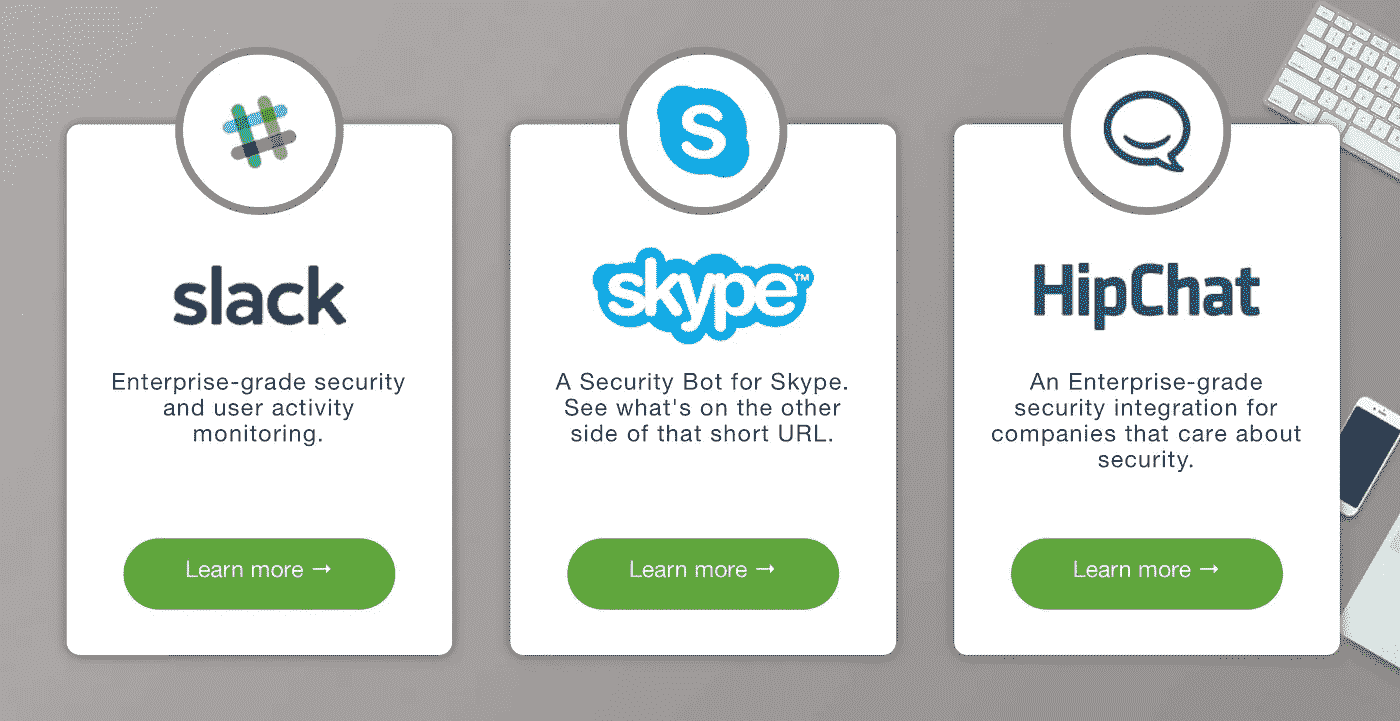 slack
Enterprise-grade security
and user activity
monitoring.
Learn more →
S
skype™
A Security Bot for Skype.
See what's on the other
side of that short URL.
Learn more →
HipChat
An Enterprise-grade
security integration for
companies that care about
security.
Learn more →